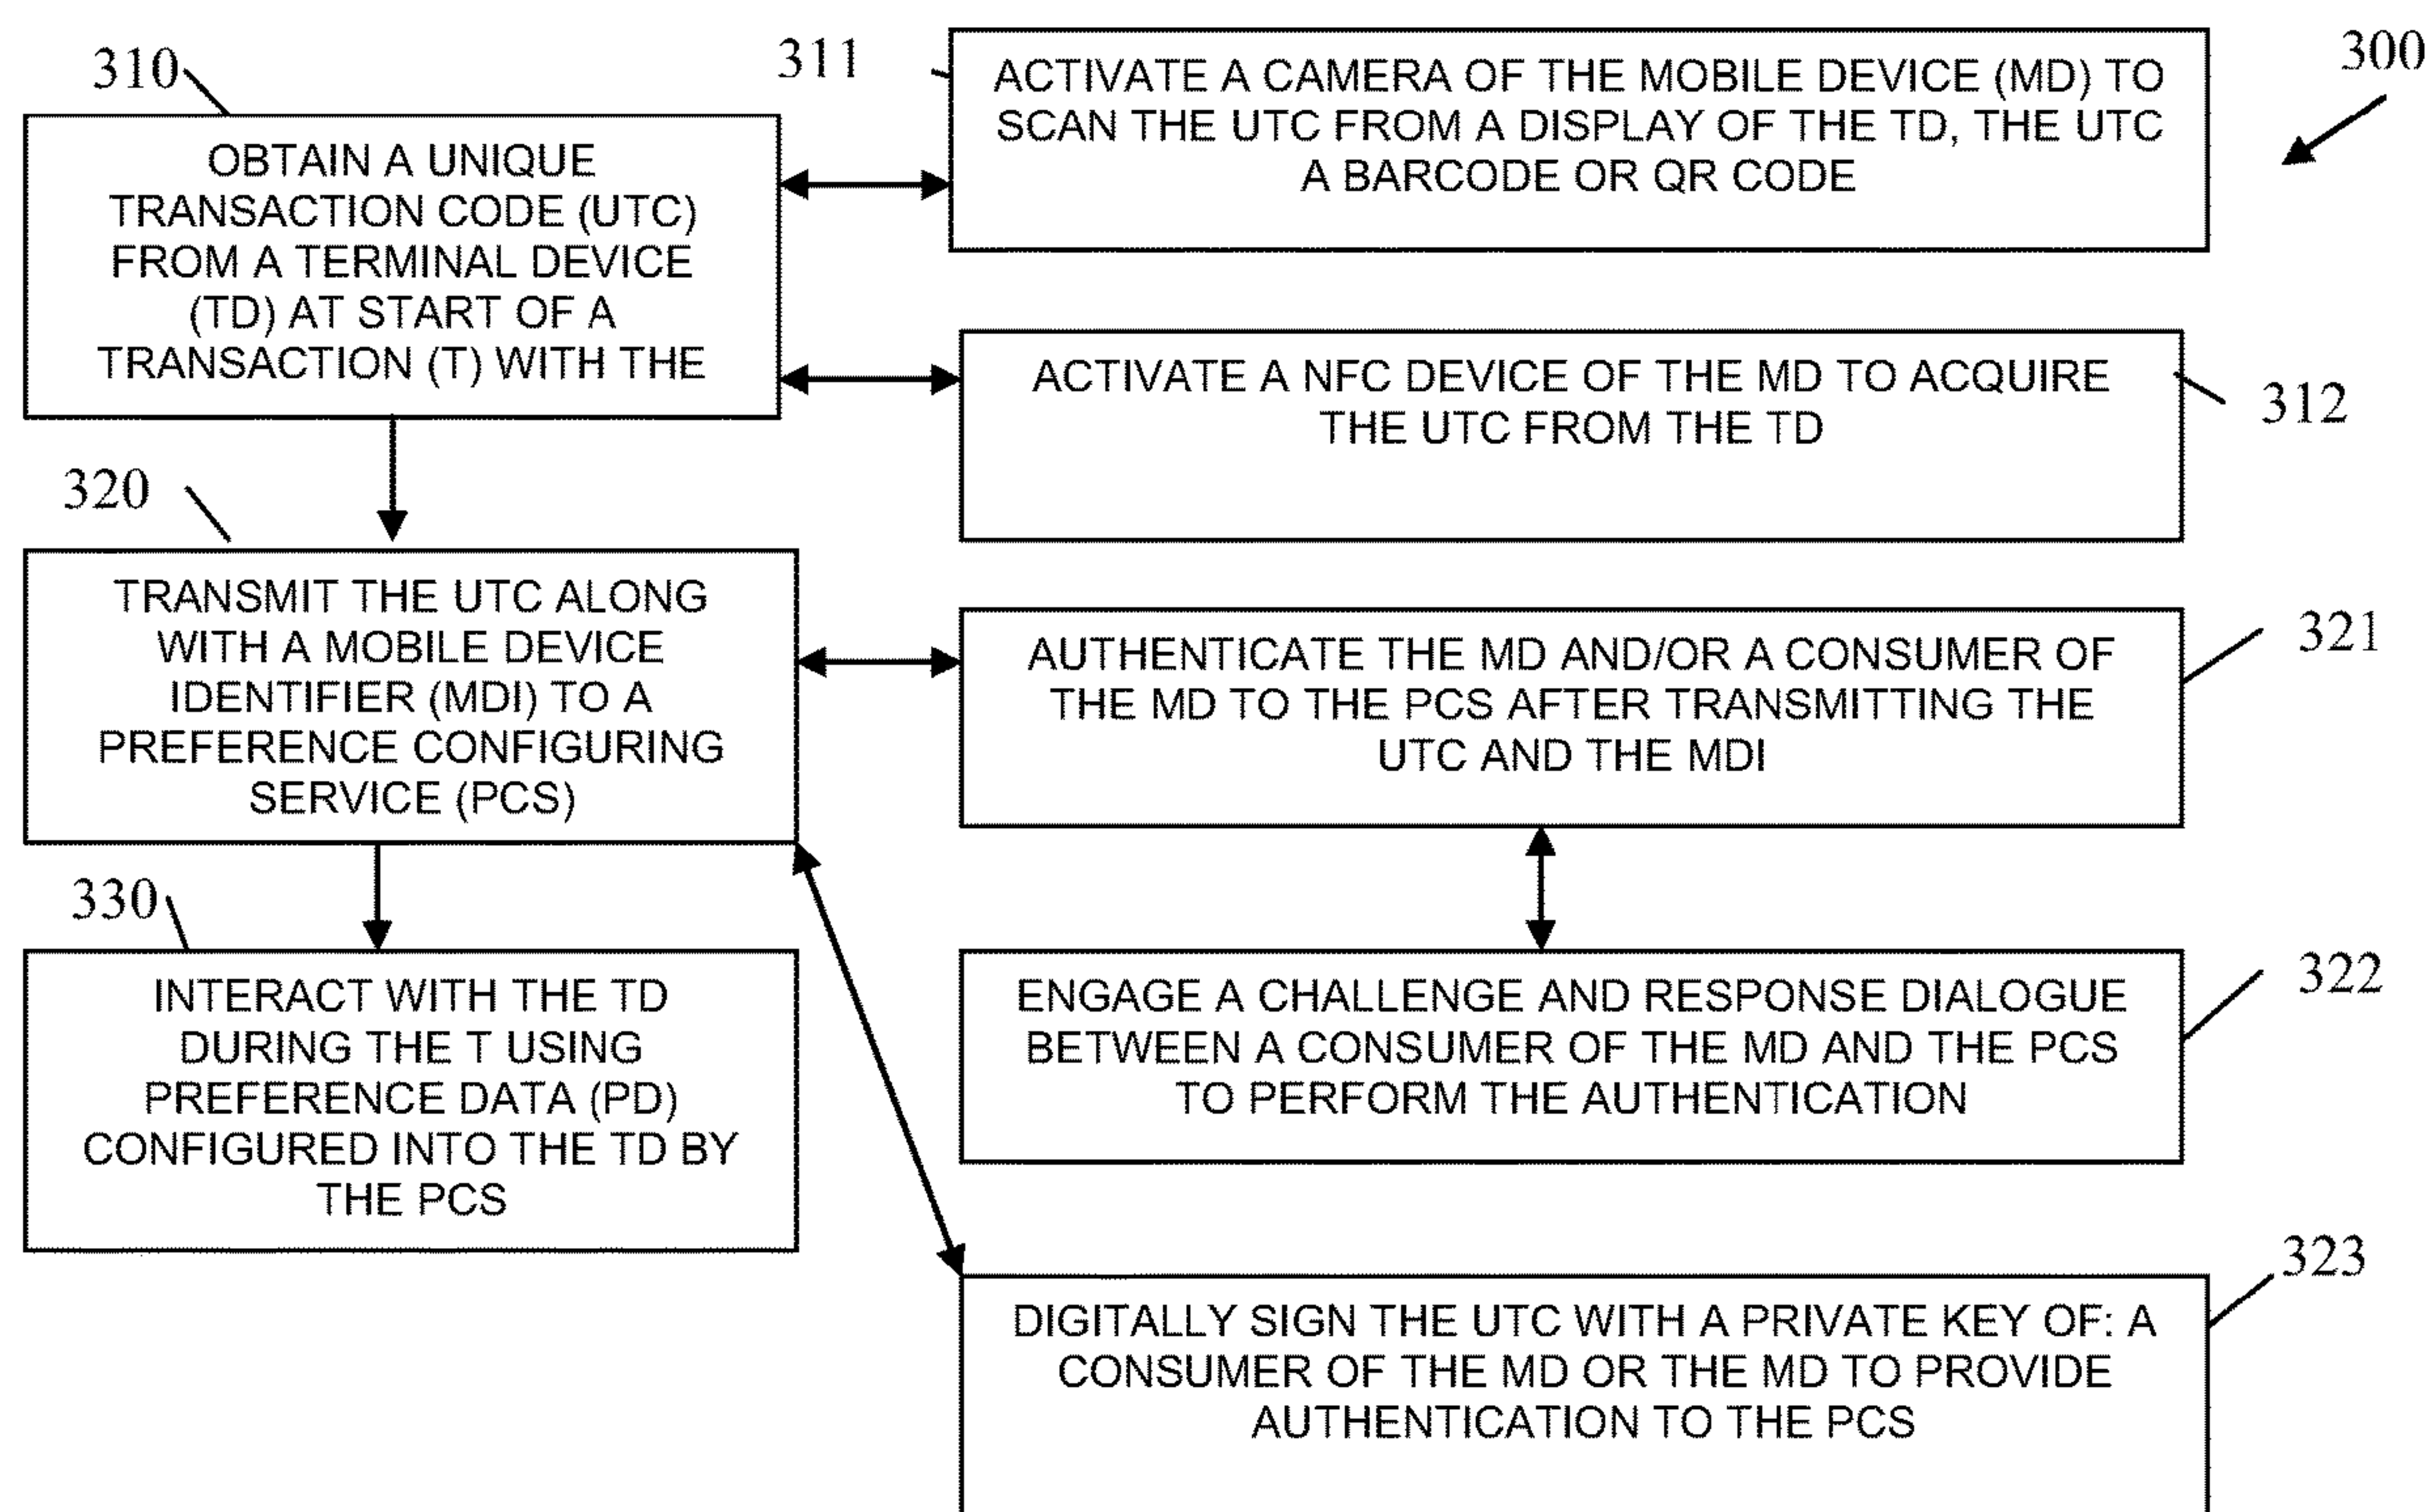 300
310
OBTAIN A UNIQUE
TRANSACTION CODE (UTC)
FROM A TERMINAL DEVICE
(TD) AT START OF A
TRANSACTION (T) WITH THE
311
ACTIVATE A CAMERA OF THE MOBILE DEVICE (MD) TO
SCAN THE UTC FROM A DISPLAY OF THE TD, THE UTC
A BARCODE OR QR CODE
312
ACTIVATE A NFC DEVICE OF THE MD TO ACQUIRE
THE UTC FROM THE TD
320
TRANSMIT THE UTC ALONG
WITH A MOBILE DEVICE
IDENTIFIER (MDI) TO A
PREFERENCE CONFIGURING
SERVICE (PCS)
321
AUTHENTICATE THE MD AND/OR A CONSUMER OF
THE MD TO THE PCS AFTER TRANSMITTING THE
UTC AND THE MDI
330
INTERACT WITH THE TD
DURING THE T USING
PREFERENCE DATA (PD)
CONFIGURED INTO THE TD BY
THE PCS
322
ENGAGE A CHALLENGE AND RESPONSE DIALOGUE
BETWEEN A CONSUMER OF THE MD AND THE PCS
TO PERFORM THE AUTHENTICATION
323
DIGITALLY SIGN THE UTC WITH A PRIVATE KEY OF: A
CONSUMER OF THE MD OR THE MD TO PROVIDE
AUTHENTICATION TO THE PCS